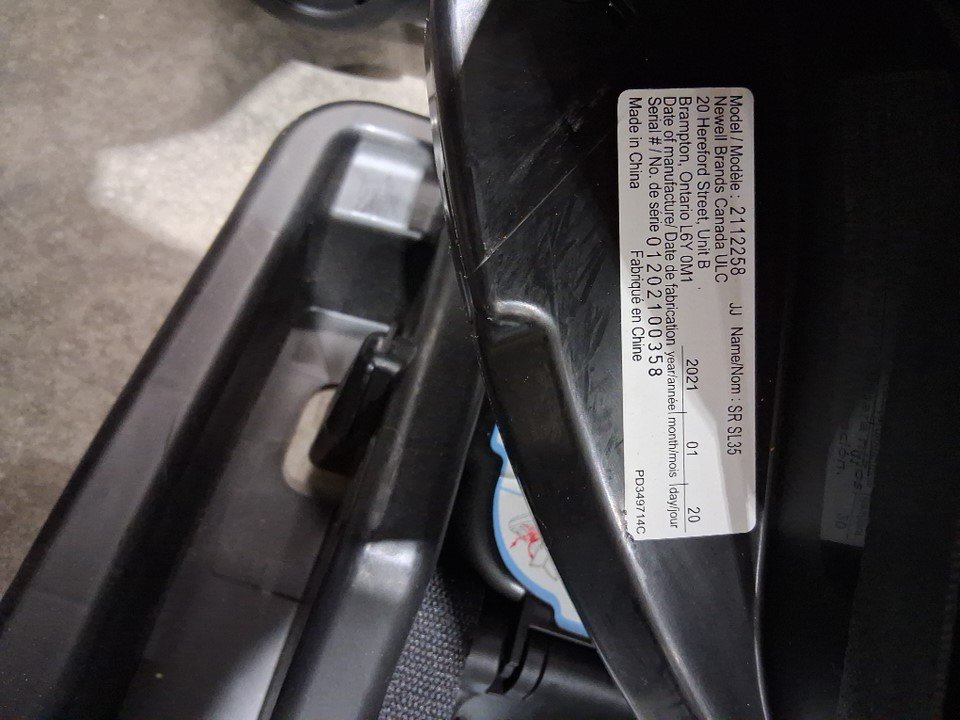 Model / Modèle : 2112258 JJ Name/Nom : SR SL35
Newell Brands Canada ULC
20 Hereford Street, Unit B
Brampton, Ontario L6Y 0M1 2021 01 20
Date of manufacture/ Date de fabrication year/année month/mois day/jour
Serial # / No. de série 01202100358
Made in China Fabriqué en Chine PD349714C